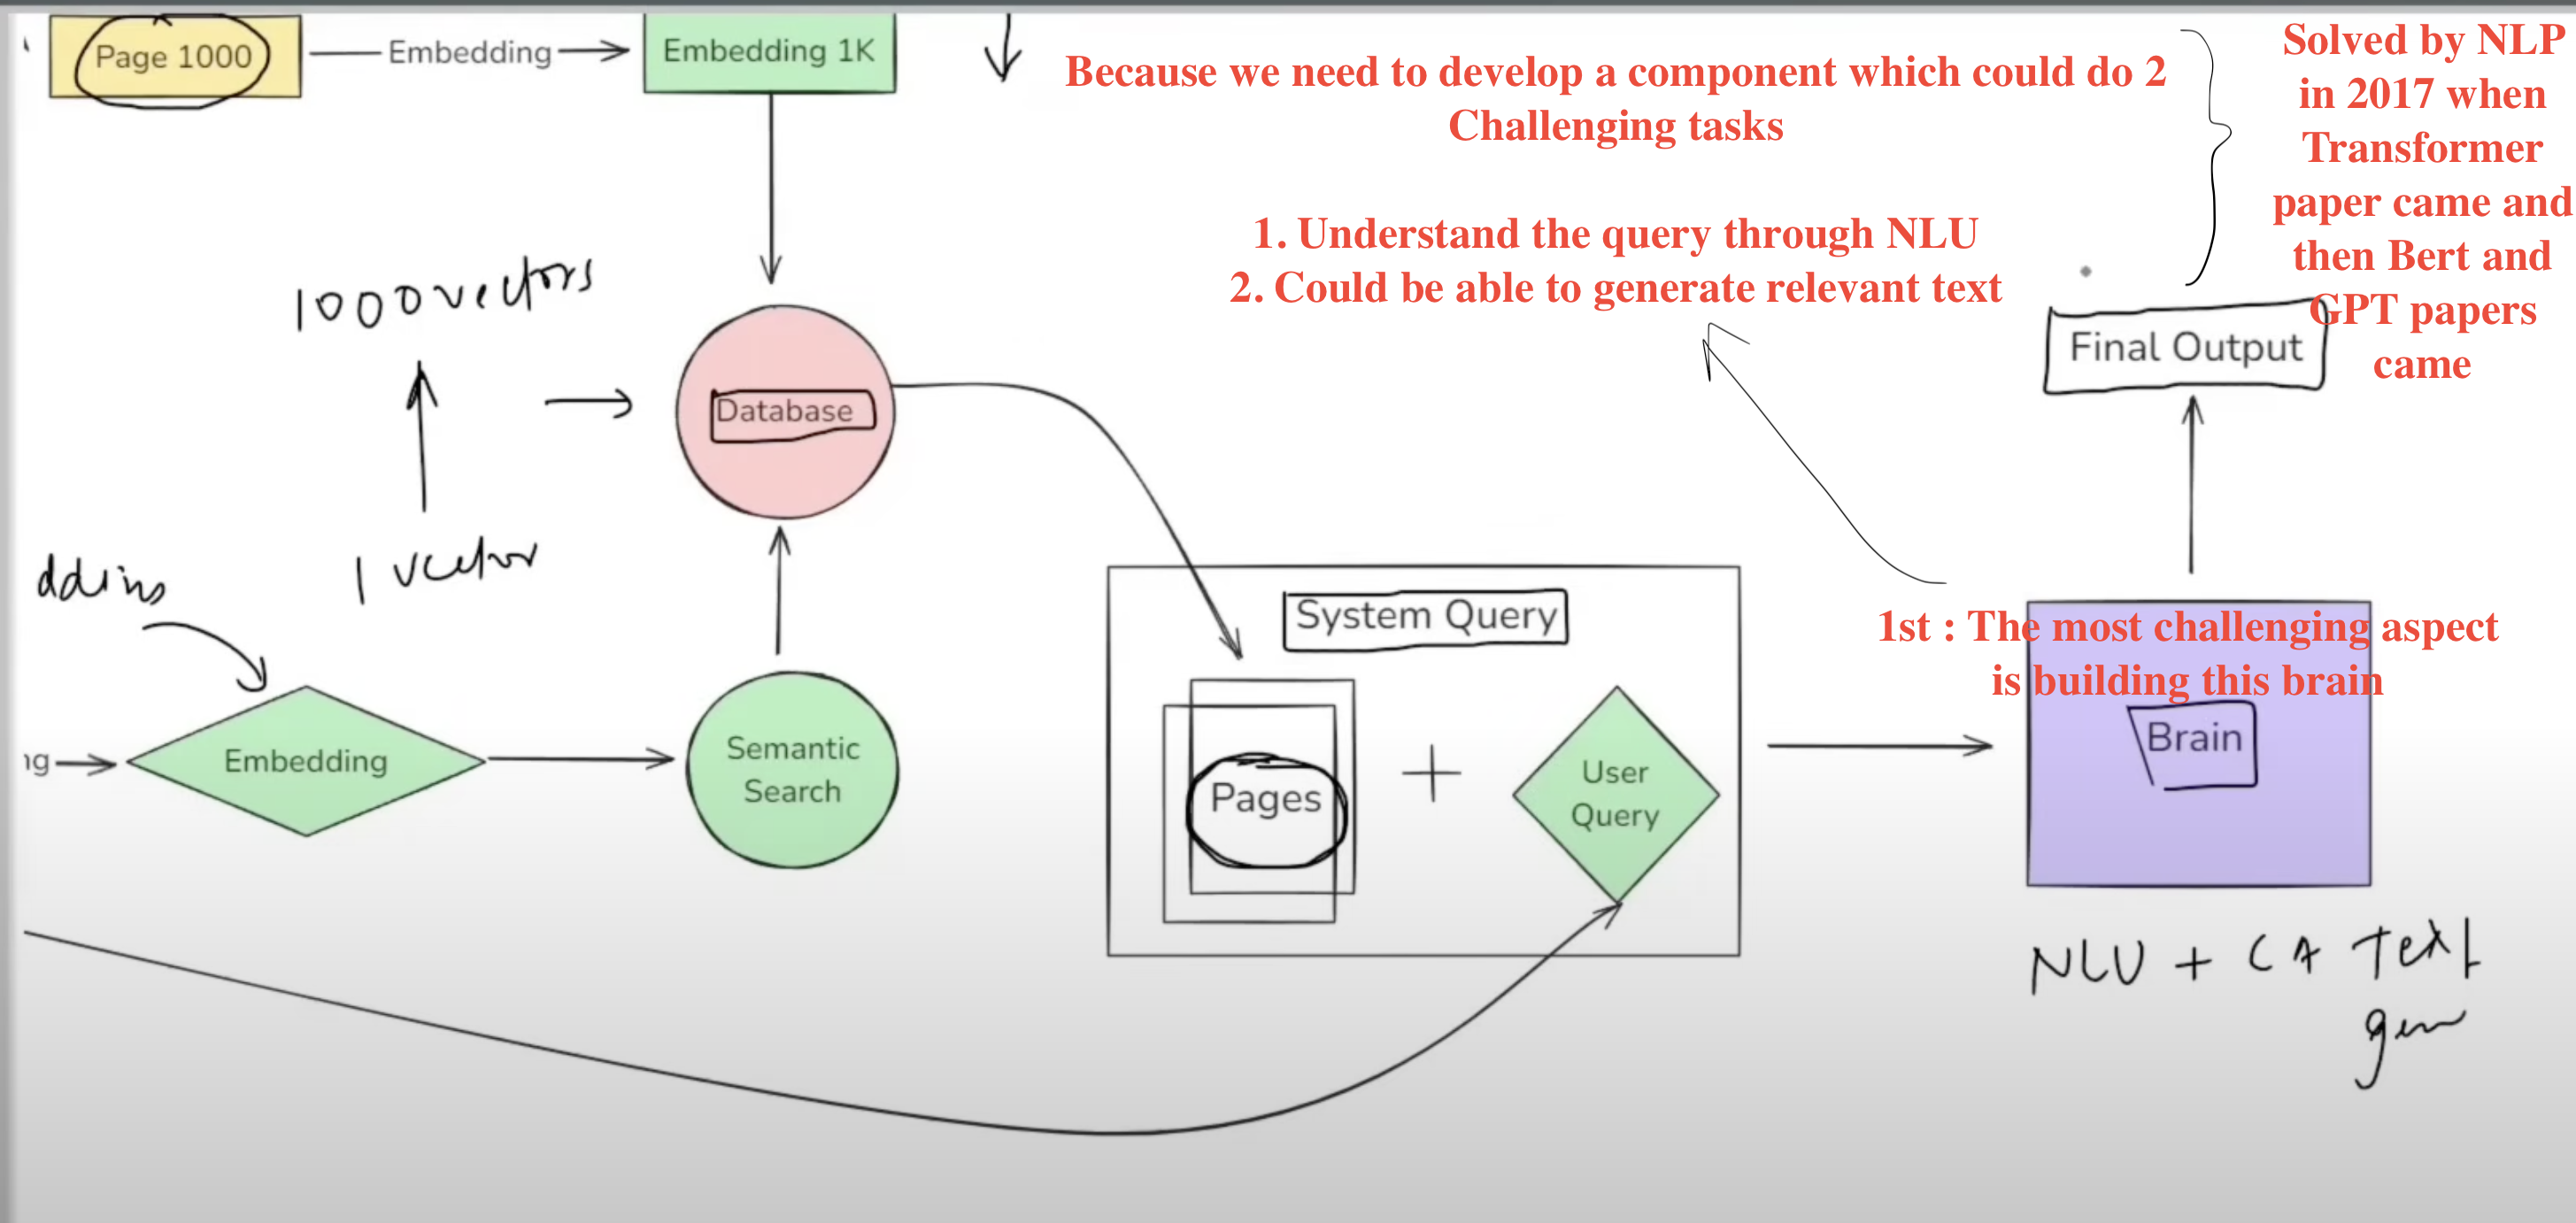 Page 1000
Embedding
Embedding 1K
Because we need to develop a component which could do 2
Challenging tasks
1. Understand the query through NLU
2. Could be able to generate relevant text
Solved by NLP
in 2017 when
Transformer
paper came and
then Bert and
GPT papers
came
Final Output
1000 vectors
Database
1 vector
ddins
ng
Embedding
Semantic
Search
System Query
Pages
+
User
Query
1st : The most challenging aspect
is building this brain
Brain
NLU + CA Text
gen